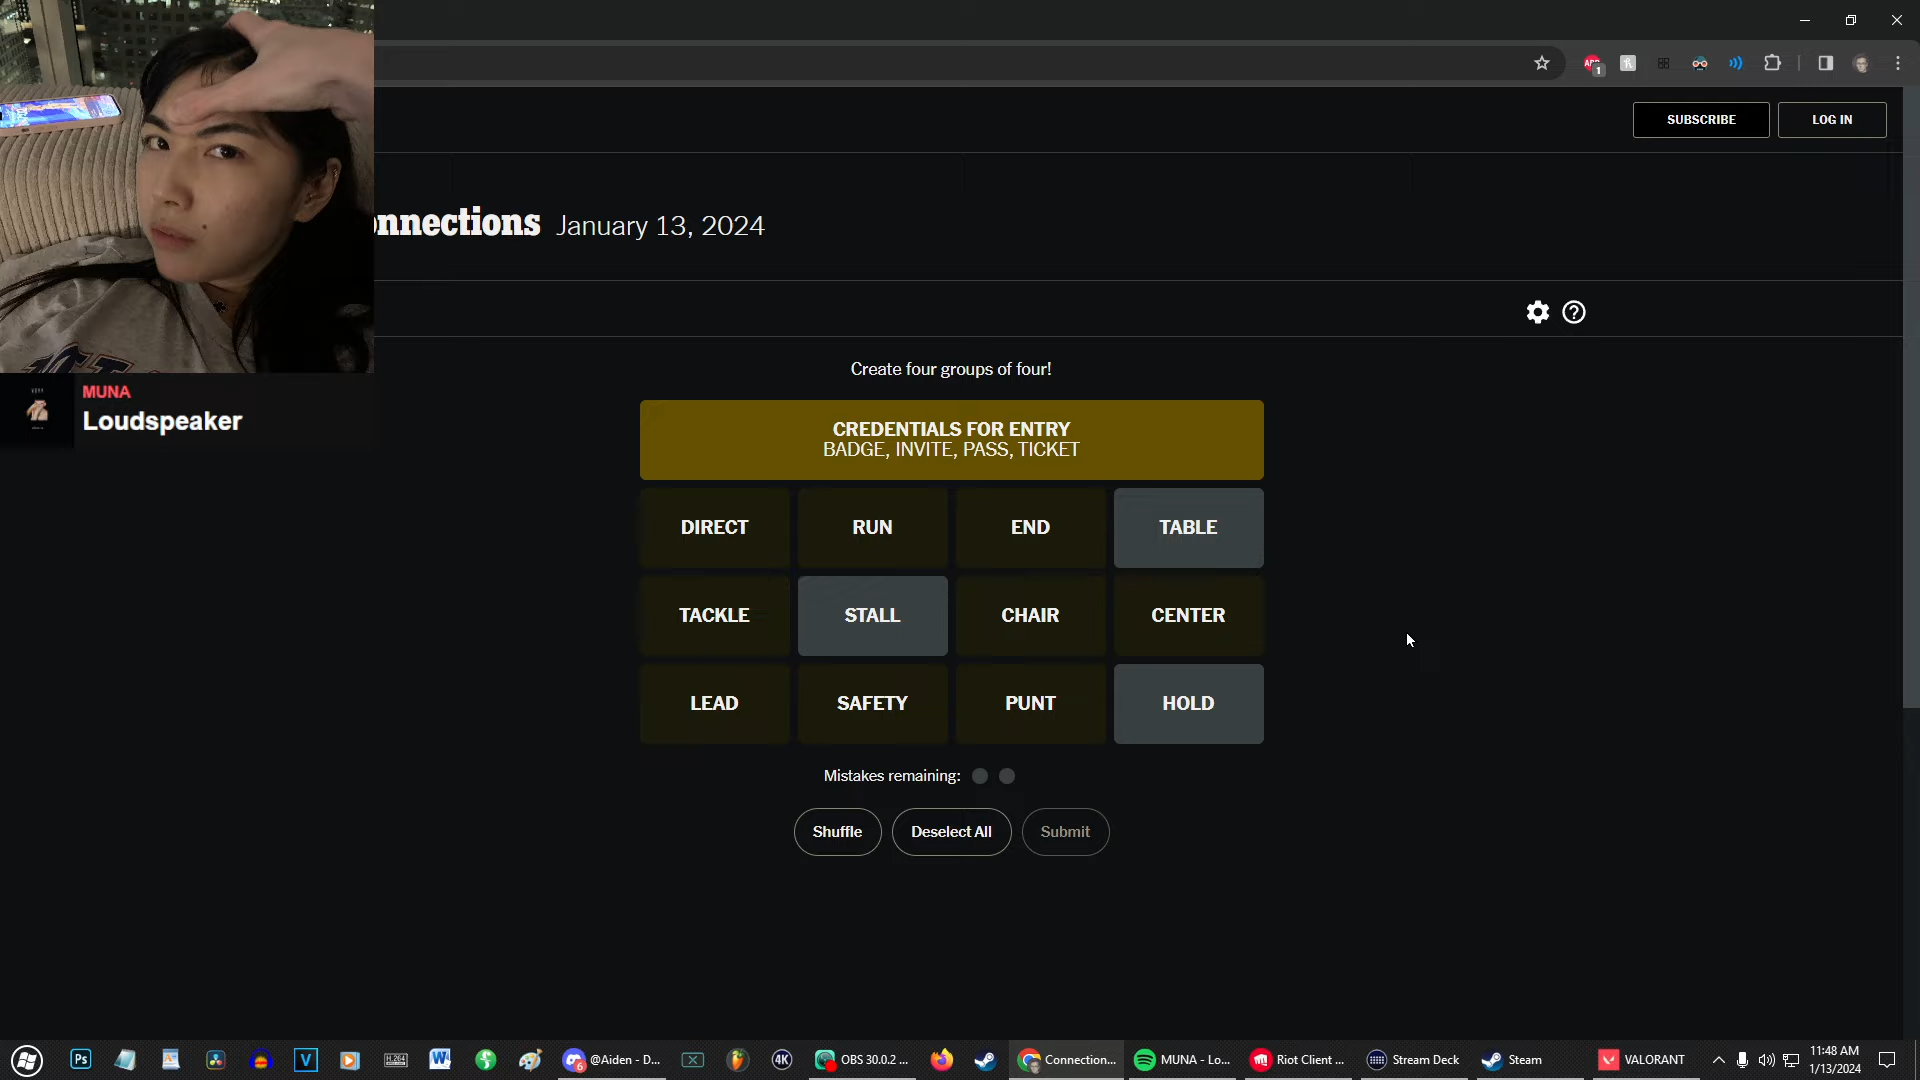 SUBSCRIBE
LOG IN
onnections January 13, 2024
MUNA
Loudspeaker
Create four groups of four!
CREDENTIALS FOR ENTRY
BADGE, INVITE, PASS, TICKET
DIRECT RUN END TABLE
TACKLE STALL CHAIR CENTER
LEAD SAFETY PUNT HOLD
Mistakes remaining:
Shuffle Deselect All Submit
@Aiden - D... OBS 30.0.2 ... Connection... MUNA - Lo... Riot Client ... Stream Deck Steam VALORANT
11:48 AM
1/13/2024